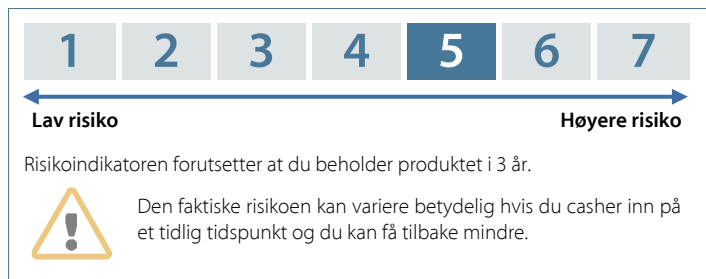 1 2 3 4 5 6 7
Lav risiko Høyere risiko
Risikoindikatoren forutsetter at du beholder produktet i 3 år.
Den faktiske risikoen kan variere betydelig hvis du casher inn på
et tidlig tidspunkt og du kan få tilbake mindre.